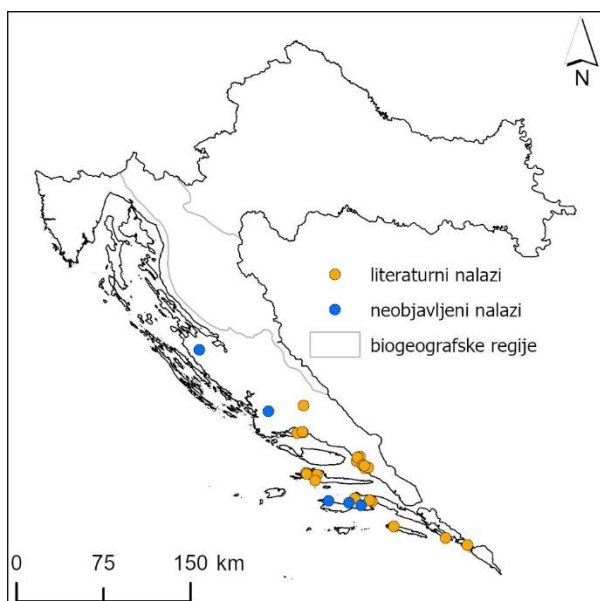 N
literaturni nalazi
neobjavljeni nalazi
biogeografske regije
0 75 150 km